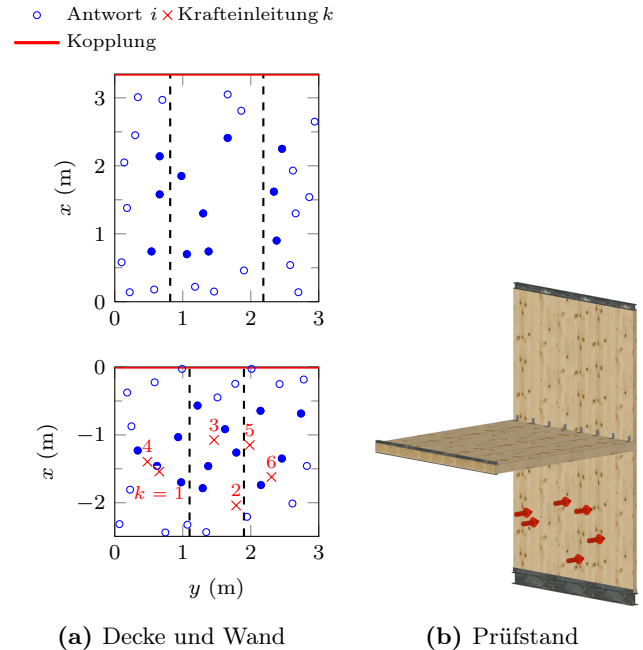 Antwort i Krafteinleitung k
Kopplung
3
2
1
0
x (m)
0 1 2 3
0
−1
−2
x (m)
4
3
5
k = 1
6
2
0 1 2 3
y (m)
(a) Decke und Wand
(b) Prüfstand